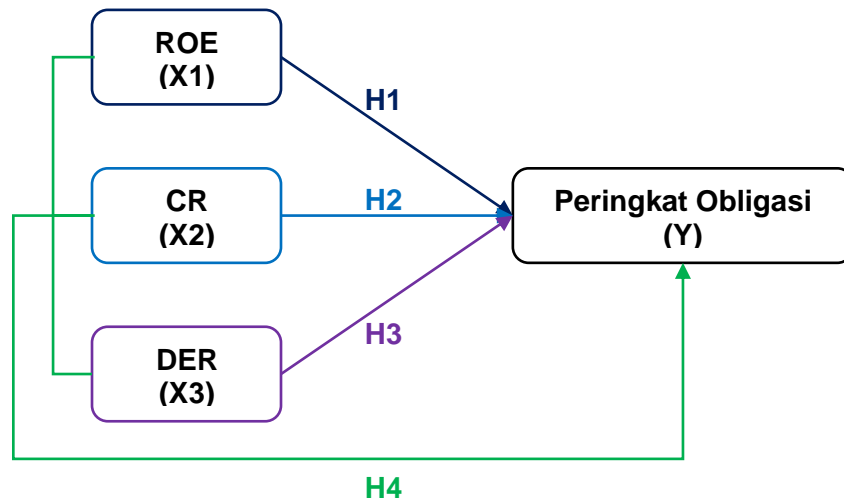 ROE
(X1)
H1
CR
(X2)
H2
Peringkat Obligasi
(Y)
DER
(X3)
H3
H4